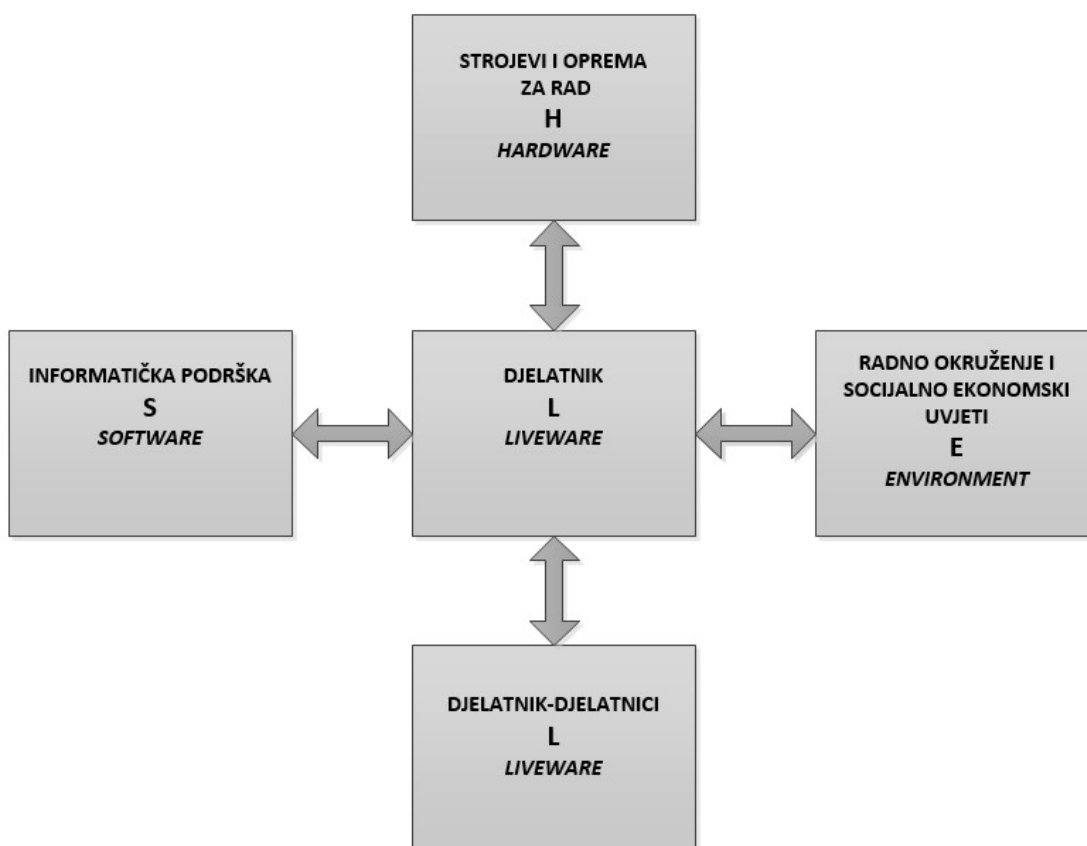 STROJEVI I OPREMA
ZA RAD
H
HARDWARE
INFORMATIČKA PODRŠKA
S
SOFTWARE
DJELATNIK
L
LIVEWARE
RADNO OKRUŽENJE I
SOCIJALNO EKONOMSKI
UVJETI
E
ENVIRONMENT
DJELATNIK-DJELATNICI
L
LIVEWARE